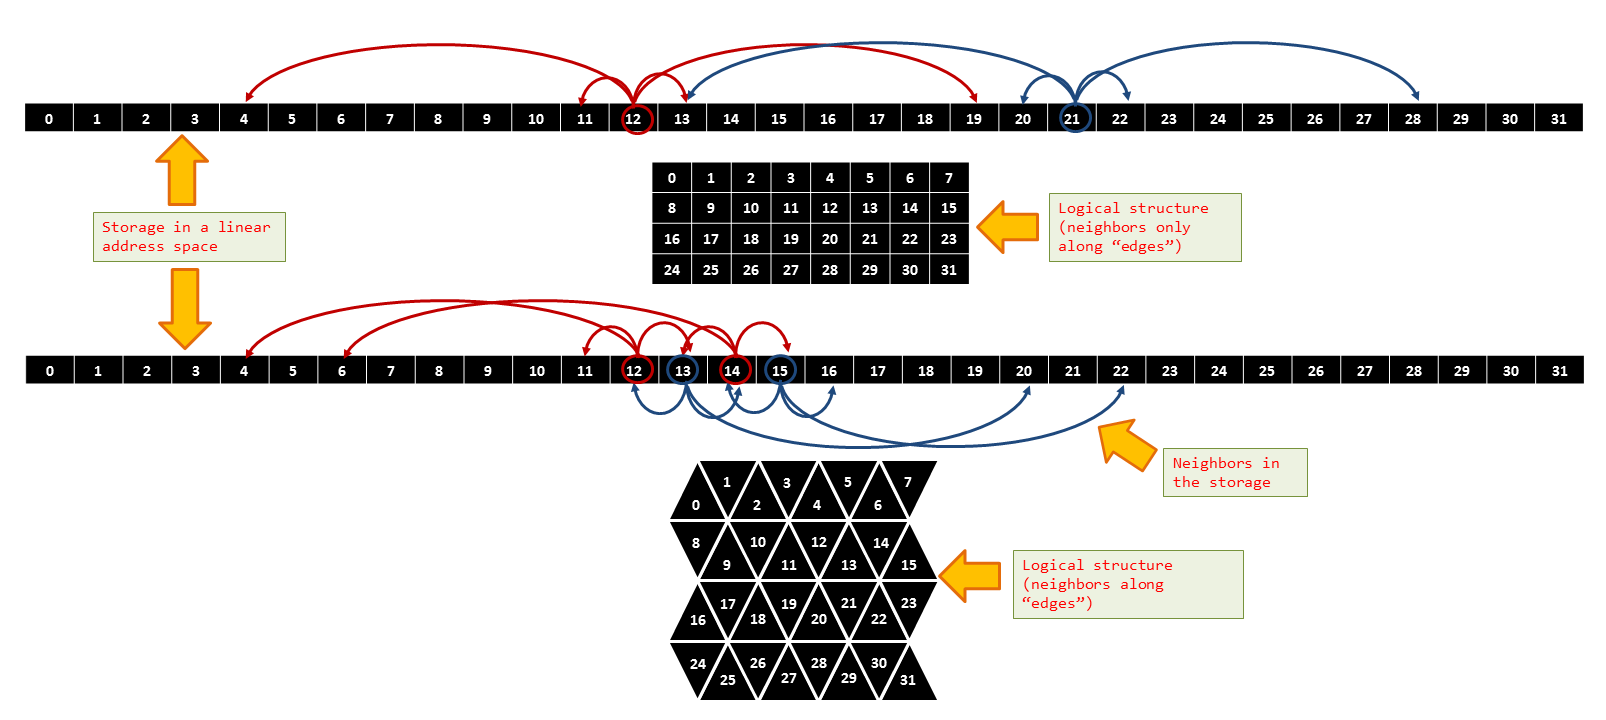 0 1 2 3 4 5 6 7 8 9 10 11 12 13 14 15 16 17 18 19 20 21 22 23 24 25 26 27 28 29 30 31
Storage in a linear
address space
0 1 2 3 4 5 6 7
8 9 10 11 12 13 14 15
16 17 18 19 20 21 22 23
24 25 26 27 28 29 30 31
Logical structure
(neighbors only
along “edges”)
0 1 2 3 4 5 6 7 8 9 10 11 12 13 14 15 16 17 18 19 20 21 22 23 24 25 26 27 28 29 30 31
Neighbors in
the storage
0 1 2 3 4 5 6 7
8 9 10 11 12 13 14 15
16 17 18 19 20 21 22 23
24 25 26 27 28 29 30 31
Logical structure
(neighbors along
“edges”)